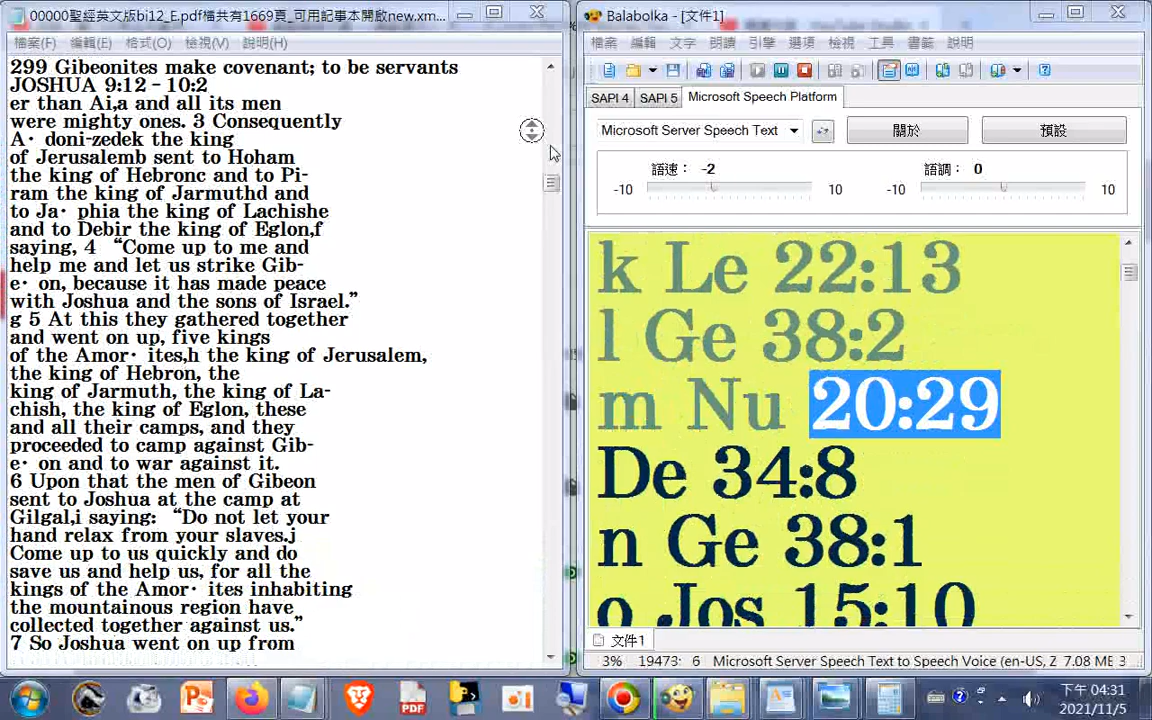 00000聖經英文版bi12_E.pdf檔共有1669頁_可用記事本開啟new.xm...
檔案(F) 編輯(E) 格式(O) 檢視(V) 說明(H)
299 Gibeonites make covenant; to be servants
JOSHUA 9:12 – 10:2
er than Ai,a and all its men
were mighty ones. 3 Consequently
A· doni-zedek the king
of Jerusalemb sent to Hoham
the king of Hebronc and to Pi-
ram the king of Jarmuthd and
to Ja· phia the king of Lachishe
and to Debir the king of Eglon,f
saying, 4 “Come up to me and
help me and let us strike Gib-
e· on, because it has made peace
with Joshua and the sons of Israel.”
g 5 At this they gathered together
and went on up, five kings
of the Amor· ites,h the king of Jerusalem,
the king of Hebron, the
king of Jarmuth, the king of La-
chish, the king of Eglon, these
and all their camps, and they
proceeded to camp against Gib-
e· on and to war against it.
6 Upon that the men of Gibeon
sent to Joshua at the camp at
Gilgal,i saying: “Do not let your
hand relax from your slaves.j
Come up to us quickly and do
save us and help us, for all the
kings of the Amor· ites inhabiting
the mountainous region have
collected together against us.”
7 So Joshua went on up from
Balabolka - [文件1]
檔案 編輯 文字 朗讀 引擎 選項 檢視 工具 書籤 說明
SAPI 4 SAPI 5 Microsoft Speech Platform
Microsoft Server Speech Text 關於 預設
語速: -2 語調: 0
-10 10 -10 10
k Le 22:13
l Ge 38:2
m Nu 20:29
De 34:8
n Ge 38:1
o Jos 15:10
文件1
3% 19473: 6 Microsoft Server Speech Text to Speech Voice (en-US, Z 7.08 MB 3
下午 04:31
2021/11/5